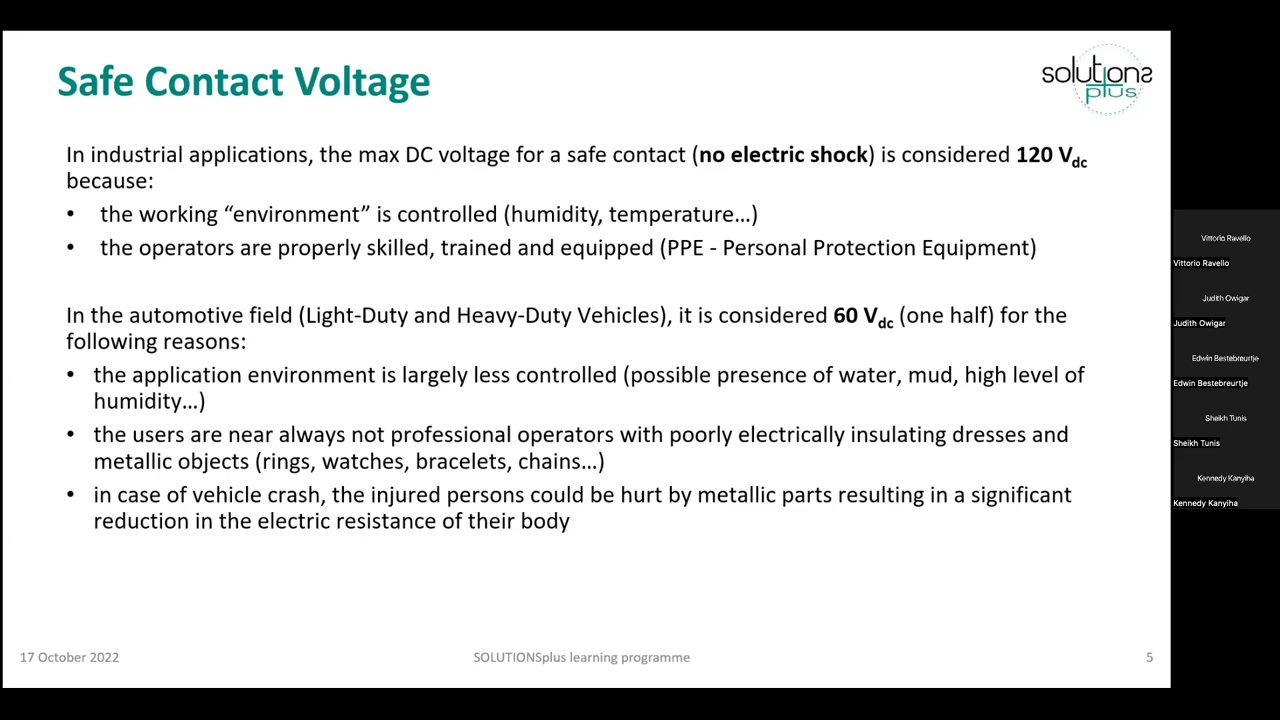 Safe Contact Voltage
solutions
plus
In industrial applications, the max DC voltage for a safe contact (no electric shock) is considered 120 Vdc
because:
• the working “environment” is controlled (humidity, temperature…)
• the operators are properly skilled, trained and equipped (PPE - Personal Protection Equipment)
In the automotive field (Light-Duty and Heavy-Duty Vehicles), it is considered 60 Vdc (one half) for the
following reasons:
• the application environment is largely less controlled (possible presence of water, mud, high level of
humidity…)
• the users are near always not professional operators with poorly electrically insulating dresses and
metallic objects (rings, watches, bracelets, chains…)
• in case of vehicle crash, the injured persons could be hurt by metallic parts resulting in a significant
reduction in the electric resistance of their body
17 October 2022
SOLUTIONSplus learning programme
5
Vittorio Ravello
Vittorio Ravello
Judith Owigar
Judith Owigar
Edwin Bestebreurtje
Edwin Bestebreurtje
Sheikh Tunis
Sheikh Tunis
Kennedy Kanyiha
Kennedy Kanyiha